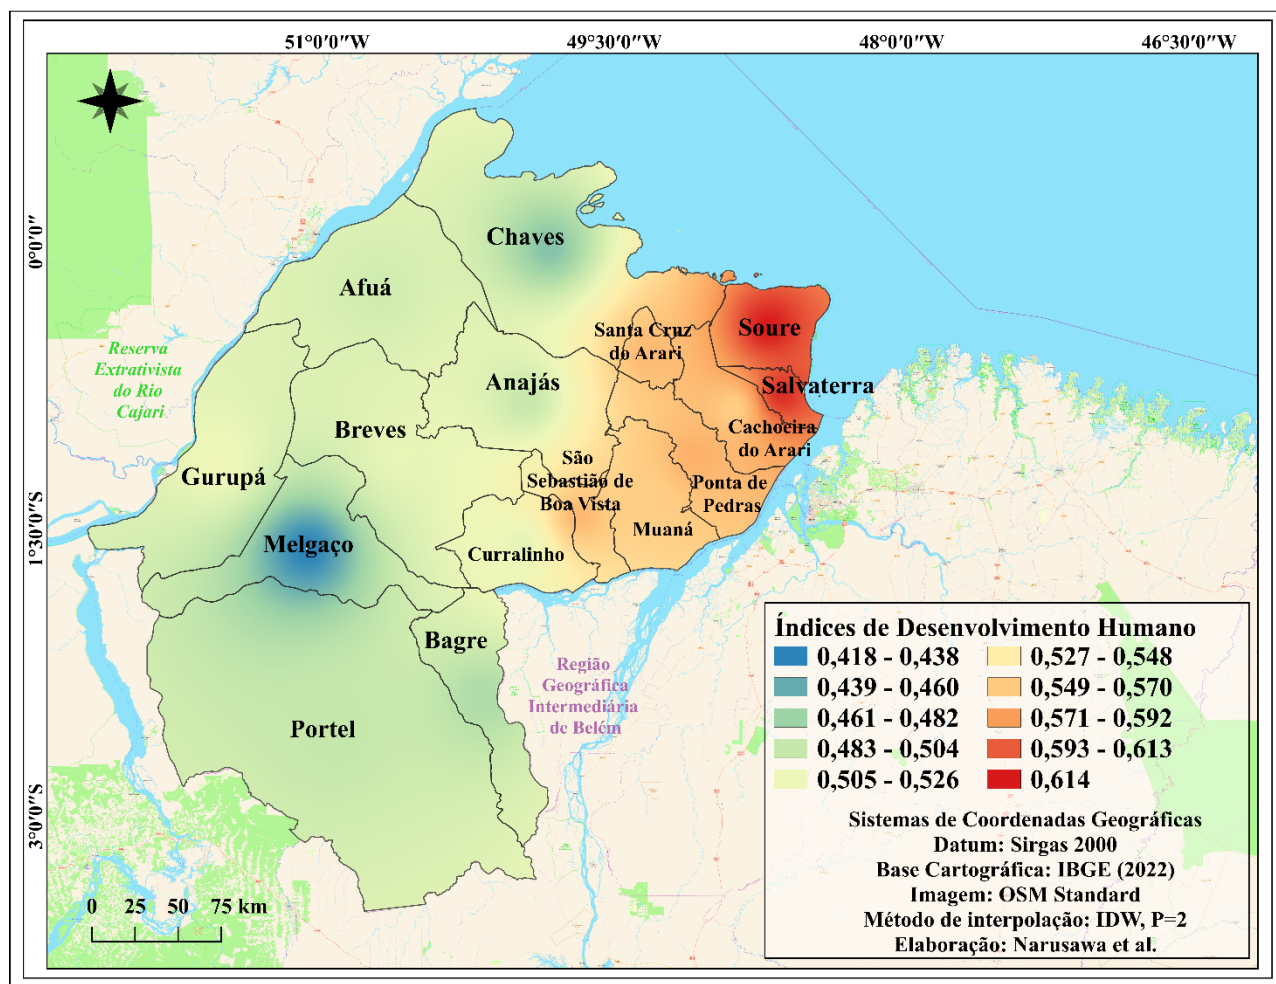 51°0′0″W
49°30′0″W
48°0′0″W
46°30′0″W
0°0′0″
1°30′0″S
3°0′0″S
Chaves
Afuá
Santa Cruz
do Arari
Soure
Reserva
Extrativista
do Rio
Cajari
Anajás
Salvaterra
Breves
Cachoeira
do Arari
Gurupá
São
Sebastião de
Boa Vista
Ponta de
Pedras
Muaná
Melgaço
Curralinho
Bagre
Região
Geográfica
Intermediária
de Belém
Portel
0 25 50 75 km
Índices de Desenvolvimento Humano
0,418 - 0,438
0,439 - 0,460
0,461 - 0,482
0,483 - 0,504
0,505 - 0,526
0,527 - 0,548
0,549 - 0,570
0,571 - 0,592
0,593 - 0,613
0,614
Sistemas de Coordenadas Geográficas
Datum: Sirgas 2000
Base Cartográfica: IBGE (2022)
Imagem: OSM Standard
Método de interpolação: IDW, P=2
Elaboração: Narusawa et al.